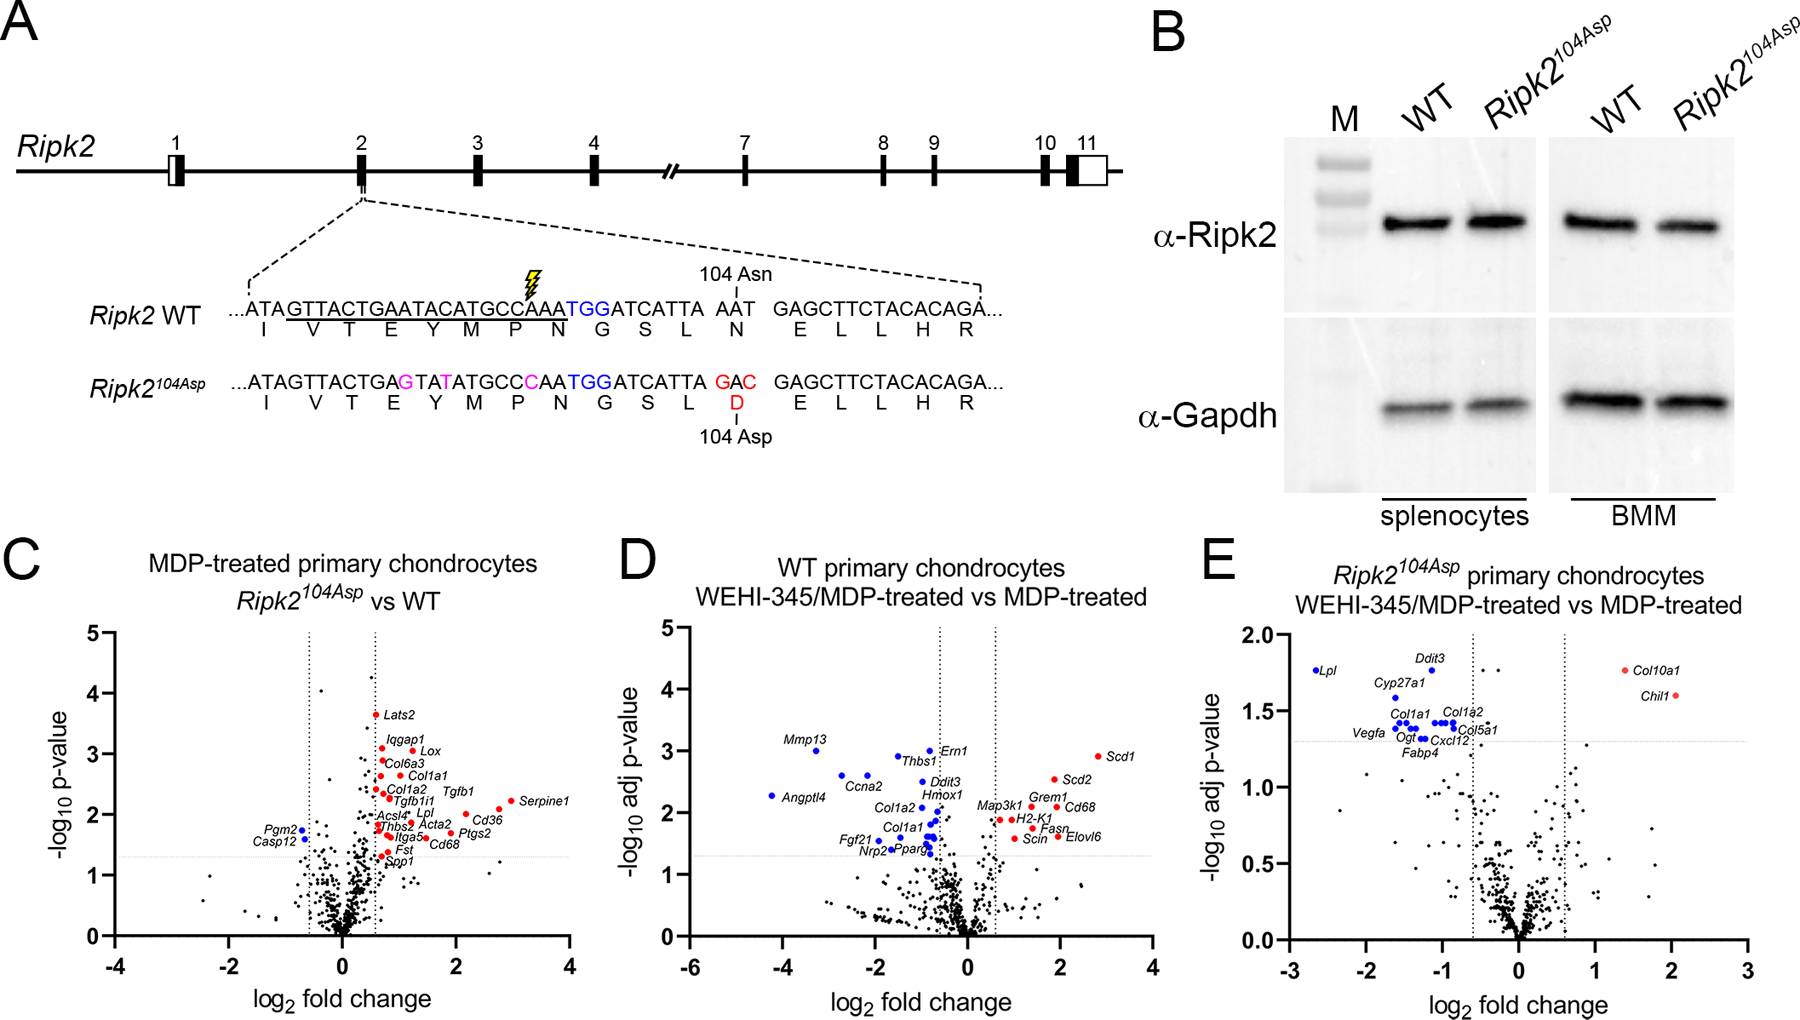 A
Ripk2
1 2 3 4 7 8 9 10 11
104 Asn
Ripk2 WT ...ATAGTTACTGAATACATGCCAAATGGATCATTA AAT GAGCTTCTACACAGA...
I V T E Y M P N G S L N E L L H R
Ripk2104Asp ...ATAGTTACTGAGTATATGCCCAATGGATCATTA GAC GAGCTTCTACACAGA...
I V T E Y M P N G S L D E L L H R
104 Asp
B
M WT Ripk2104Asp WT Ripk2104Asp
α-Ripk2
α-Gapdh
splenocytes BMM
C
MDP-treated primary chondrocytes
Ripk2104Asp vs WT
-log10 p-value
5
4
3
2
1
0
Lats2
Iqgap1
Lox
Col6a3
Col1a1
Col1a2
Tgfb1
Tgfb1i1
Serpine1
Acsl4
Lpl
Cd36
Thbs2
Acta2
Ptgs2
Itga5
Cd68
Fst
Spp1
Pgm2
Casp12
-4 -2 0 2 4
log2 fold change
D
WT primary chondrocytes
WEHI-345/MDP-treated vs MDP-treated
-log10 adj p-value
5
4
3
2
1
0
Mmp13
Ern1
Thbs1
Scd1
Ccna2
Ddit3
Scd2
Angptl4
Hmox1
Grem1
Col1a2
Map3k1
Cd68
H2-K1
Col1a1
Fasn
Fgf21
Scin
Elovl6
Nrp2
Pparg
-6 -4 -2 0 2 4
log2 fold change
E
Ripk2104Asp primary chondrocytes
WEHI-345/MDP-treated vs MDP-treated
-log10 adj p-value
2.0
1.5
1.0
0.5
0.0
Lpl
Ddit3
Col10a1
Cyp27a1
Chil1
Col1a1
Col1a2
Vegfa
Ogt
Col5a1
Cxcl12
Fabp4
-3 -2 -1 0 1 2 3
log2 fold change